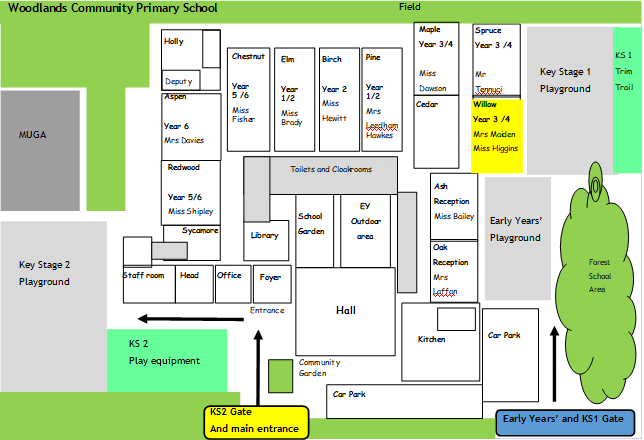 Woodlands Community Primary School
Field
Holly
Deputy
Aspen
Year 6
Mrs Davies
Redwood
Year 5/6
Miss Shipley
Sycamore
Chestnut
Year
5 /6
Miss
Fisher
Elm
Year
1/2
Miss
Brady
Birch
Year 2
Miss
Hewitt
Pine
Year
1/2
Mrs
Leedham
Hawkes
Maple
Year 3/4
Miss
Dawson
Cedar
Spruce
Year 3 /4
Mr
Tennuci
Willow
Year 3 /4
Mrs Maiden
Miss Higgins
Key Stage 1
Playground
KS 1
Trim
Trail
MUGA
Toilets and Cloakrooms
Library
School
Garden
EY
Outdoor
area
Ash
Reception
Miss Bailey
Oak
Reception
Mrs
Laffan
Early Years'
Playground
Forest
School
Area
Key Stage 2
Playground
Staff room
Head
Office
Foyer
Entrance
Hall
Kitchen
Car Park
KS 2
Play equipment
Community
Garden
Car Park
KS2 Gate
And main entrance
Early Years' and KS1 Gate